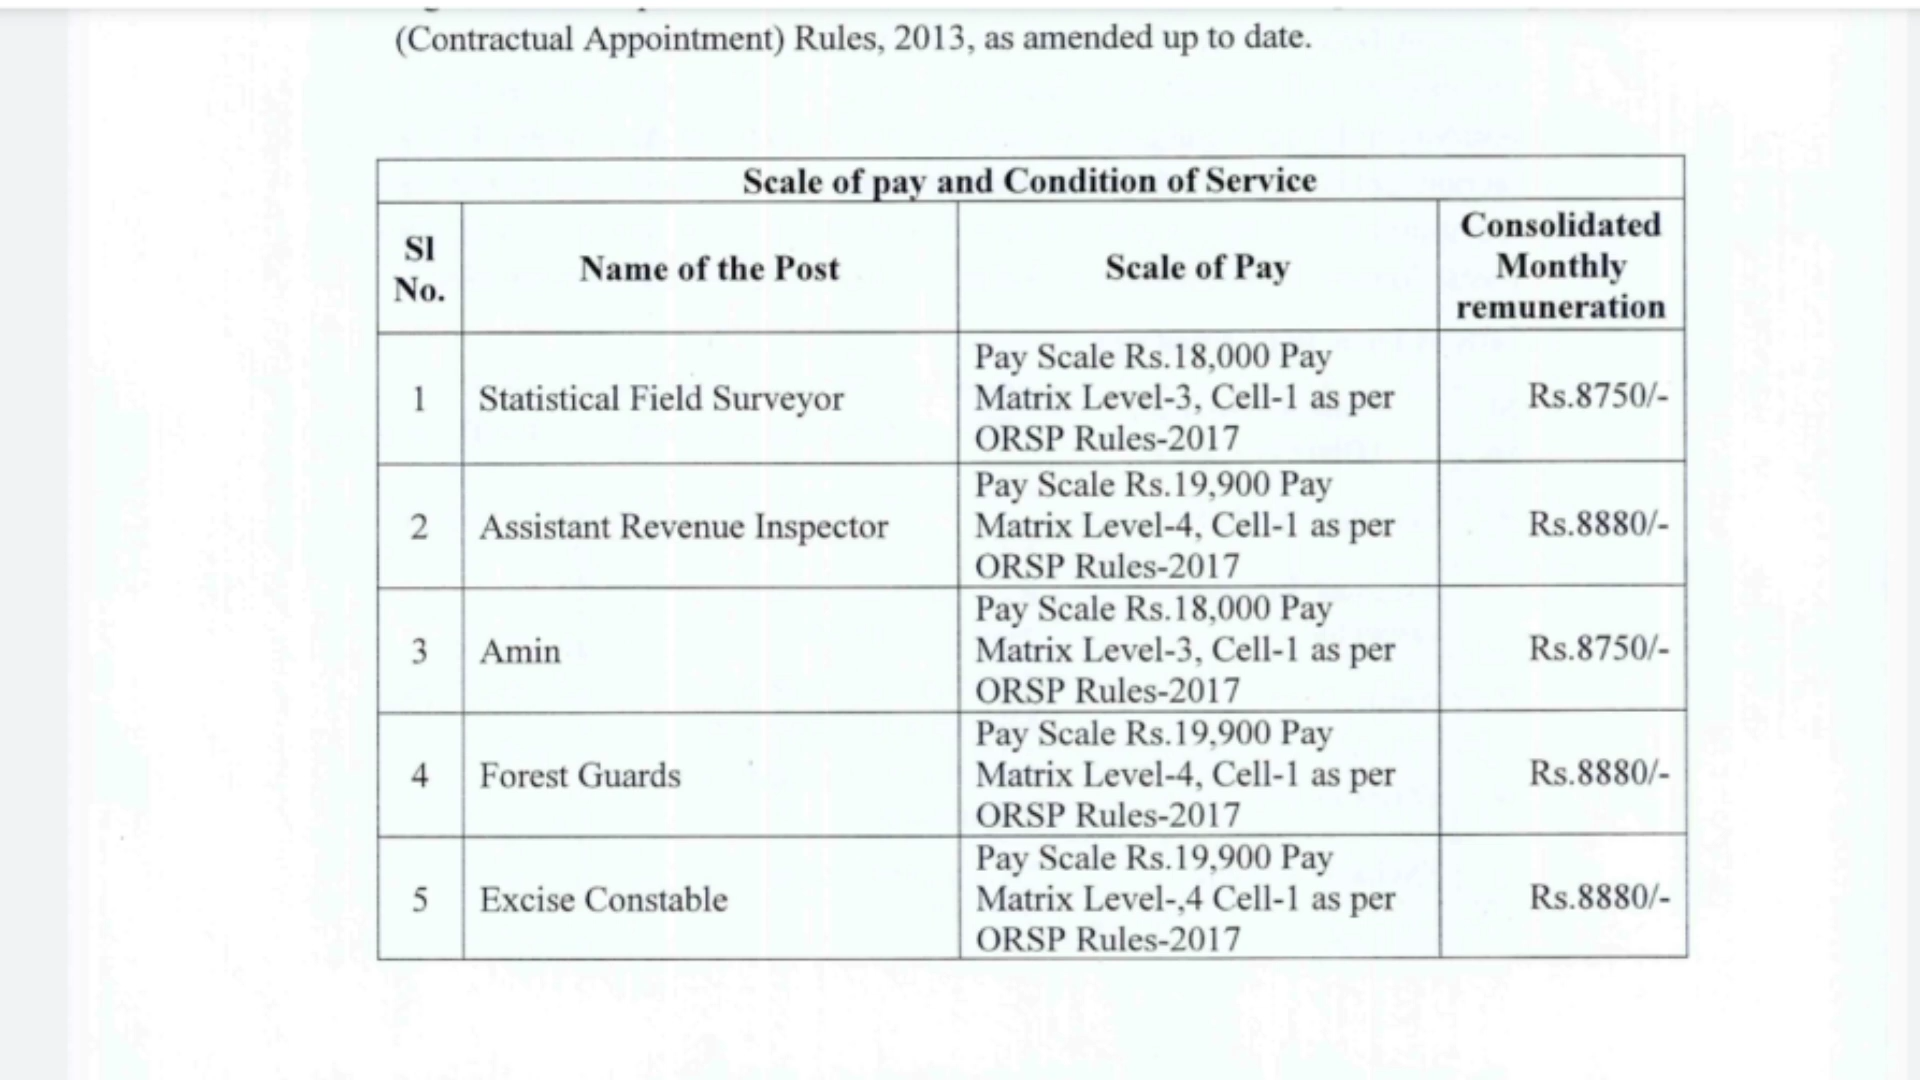 (Contractual Appointment) Rules, 2013, as amended up to date.
Scale of pay and Condition of Service
Sl No. Name of the Post Scale of Pay Consolidated Monthly remuneration
1 Statistical Field Surveyor Pay Scale Rs.18,000 Pay Matrix Level-3, Cell-1 as per ORSP Rules-2017 Rs.8750/-
2 Assistant Revenue Inspector Pay Scale Rs.19,900 Pay Matrix Level-4, Cell-1 as per ORSP Rules-2017 Rs.8880/-
3 Amin Pay Scale Rs.18,000 Pay Matrix Level-3, Cell-1 as per ORSP Rules-2017 Rs.8750/-
4 Forest Guards Pay Scale Rs.19,900 Pay Matrix Level-4, Cell-1 as per ORSP Rules-2017 Rs.8880/-
5 Excise Constable Pay Scale Rs.19,900 Pay Matrix Level-,4 Cell-1 as per ORSP Rules-2017 Rs.8880/-